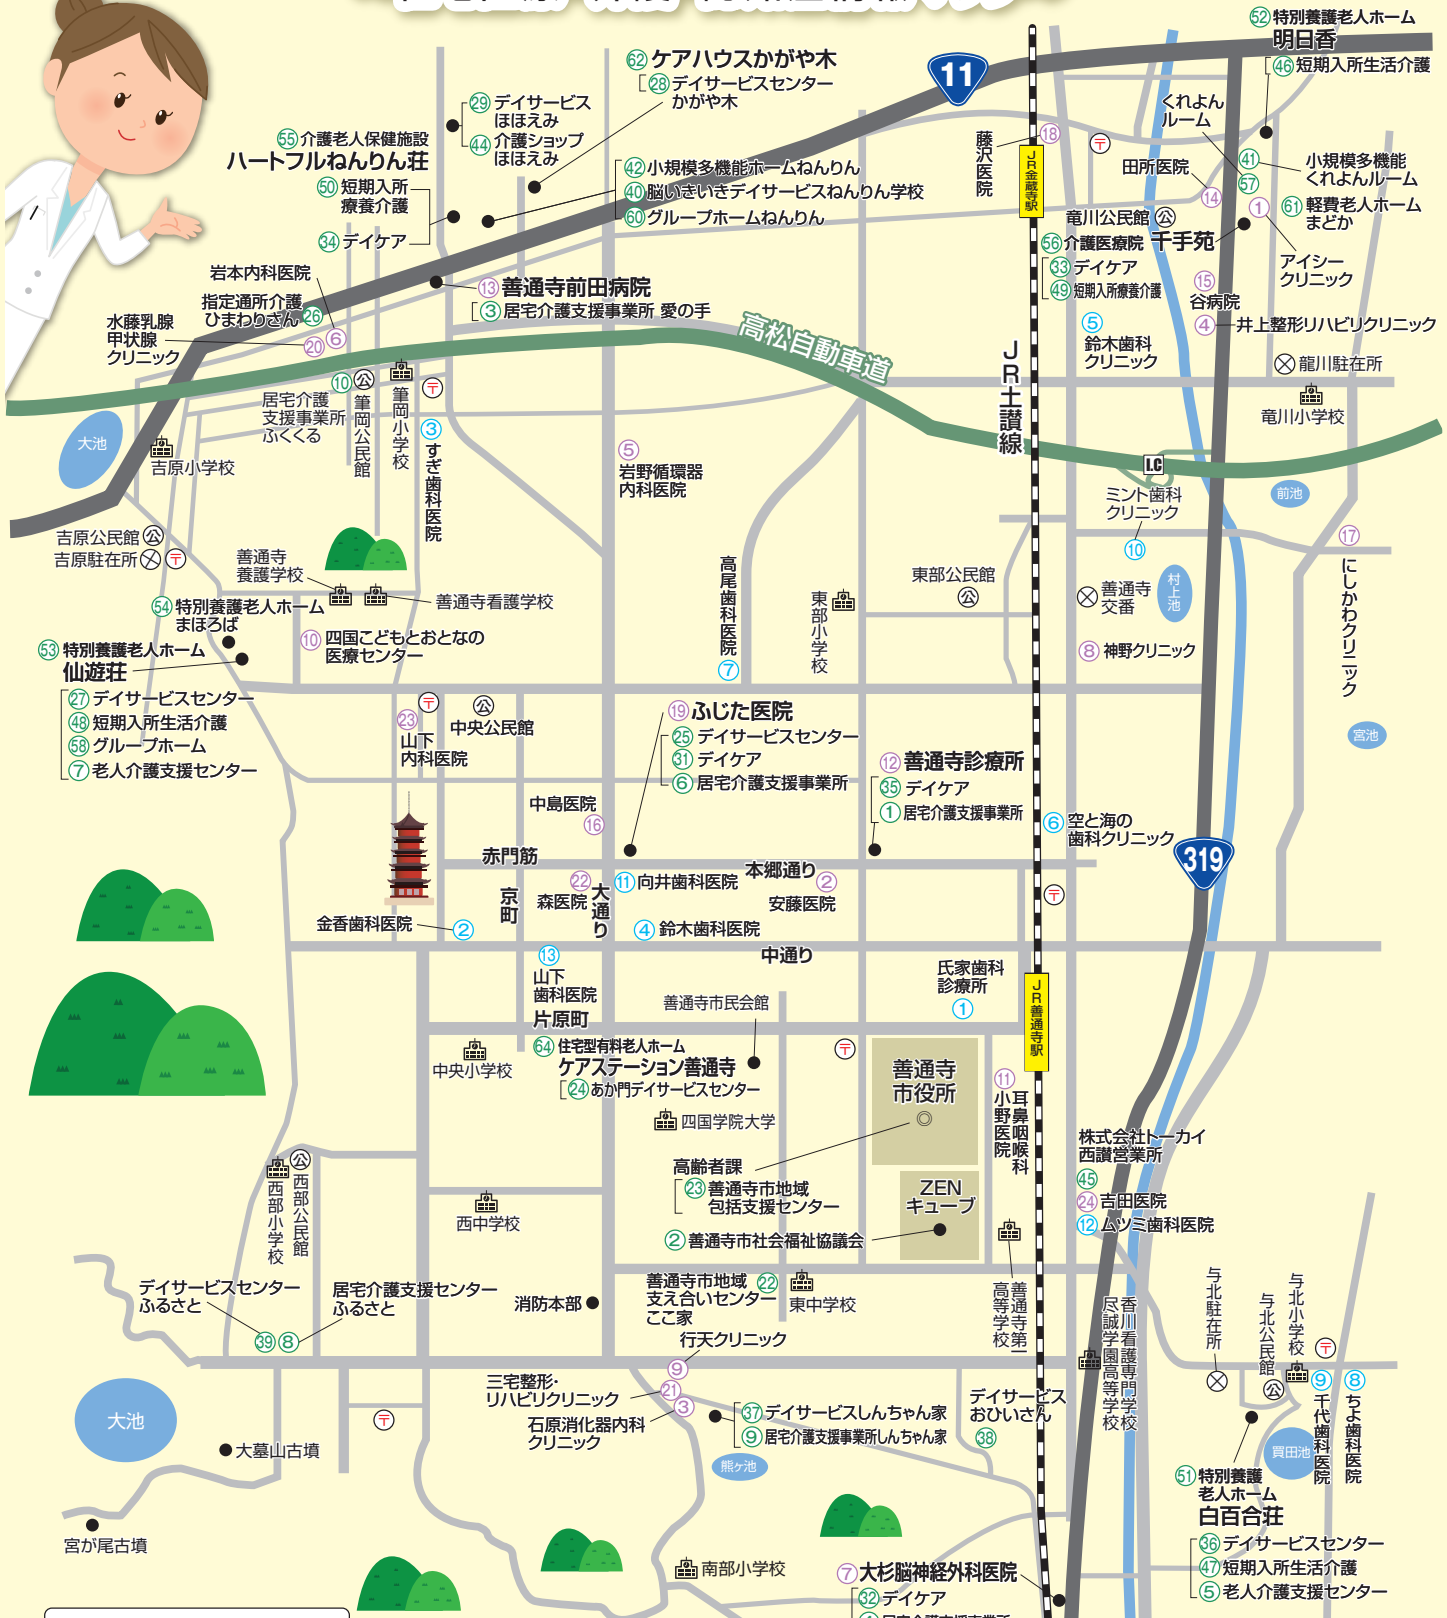 52 特別養護老人ホーム
明日香
46 短期入所生活介護
62 ケアハウスかがや木
28 デイサービスセンター
かがや木
11
29 デイサービス
ほほえみ
44 介護ショップ
ほほえみ
55 介護老人保健施設
ハートフルねんりん荘
50 短期入所
療養介護
34 デイケア
42 小規模多機能ホームねんりん
40 脳いきいきデイサービスねんりん学校
60 グループホームねんりん
藤沢医院
18
JR金蔵寺駅
〒
くれよん
ルーム
田所医院
14
41
57
小規模多機能
くれよんルーム
1
61 軽費老人ホーム
まどか
竜川公民館 公
56 介護医療院 千手苑
33 デイケア
49 短期入所療養介護
アイシー
クリニック
15
谷病院
4 井上整形リハビリクリニック
5
鈴木歯科
クリニック
龍川駐在所
竜川小学校
岩本内科医院
指定通所介護
ひまわりさん 26
水藤乳腺
甲状腺
クリニック
20
6
13 善通寺前田病院
3 居宅介護支援事業所 愛の手
高松自動車道
JR土讃線
10 公
居宅介護
支援事業所
ふくくる
筆岡公民館
筆岡小学校
〒
3
すぎ歯科医院
大池
吉原小学校
5
岩野循環器
内科医院
I.C
ミント歯科
クリニック
10
前池
17
にしかわクリニック
吉原公民館 公
吉原駐在所 〒
善通寺
養護学校
善通寺看護学校
54 特別養護老人ホーム
まほろば
10 四国こどもとおとなの
医療センター
53 特別養護老人ホーム
仙遊荘
27 デイサービスセンター
48 短期入所生活介護
58 グループホーム
7 老人介護支援センター
高尾歯科医院
7
東部小学校
東部公民館
公
善通寺
交番
村上池
8 神野クリニック
宮池
〒
23
山下
内科医院
公
中央公民館
19 ふじた医院
25 デイサービスセンター
31 デイケア
6 居宅介護支援事業所
12 善通寺診療所
35 デイケア
1 居宅介護支援事業所
中島医院
16
6 空と海の
歯科クリニック
319
赤門筋
本郷通り
京町
22
森医院
大通り
11 向井歯科医院
2
安藤医院
〒
金香歯科医院
2
4 鈴木歯科医院
中通り
13
山下
歯科医院
片原町
善通寺市民会館
氏家歯科
診療所
1
JR善通寺駅
中央小学校
64 住宅型有料老人ホーム
ケアステーション善通寺
24 あか門デイサービスセンター
〒
善通寺
市役所
◎
11
耳鼻咽喉科
小野医院
四国学院大学
高齢者課
23 善通寺市地域
包括支援センター
ZEN
キューブ
2 善通寺市社会福祉協議会
株式会社トーカイ
西讃営業所
45
24 吉田医院
12 ムツミ歯科医院
公
西部小学校
西部公民館
西中学校
デイサービスセンター
ふるさと
居宅介護支援センター
ふるさと
39 8
消防本部
善通寺市地域
支え合いセンター
ここ家
22
東中学校
善通寺第一
高等学校
香川看護専門学校
尽誠学園高等学校
与北駐在所
与北公民館
公
与北小学校
〒
9
千代歯科医院
8
ちよ歯科医院
行天クリニック
9
三宅整形・
リハビリクリニック
21
3
石原消化器内科
クリニック
37 デイサービスしんちゃん家
9 居宅介護支援事業所しんちゃん家
デイサービス
おひいさん
38
大池
〒
大墓山古墳
宮が尾古墳
熊ヶ池
買田池
51 特別養護
老人ホーム
白百合荘
36 デイサービスセンター
47 短期入所生活介護
5 老人介護支援センター
南部小学校
7 大杉脳神経外科医院
32 デイケア